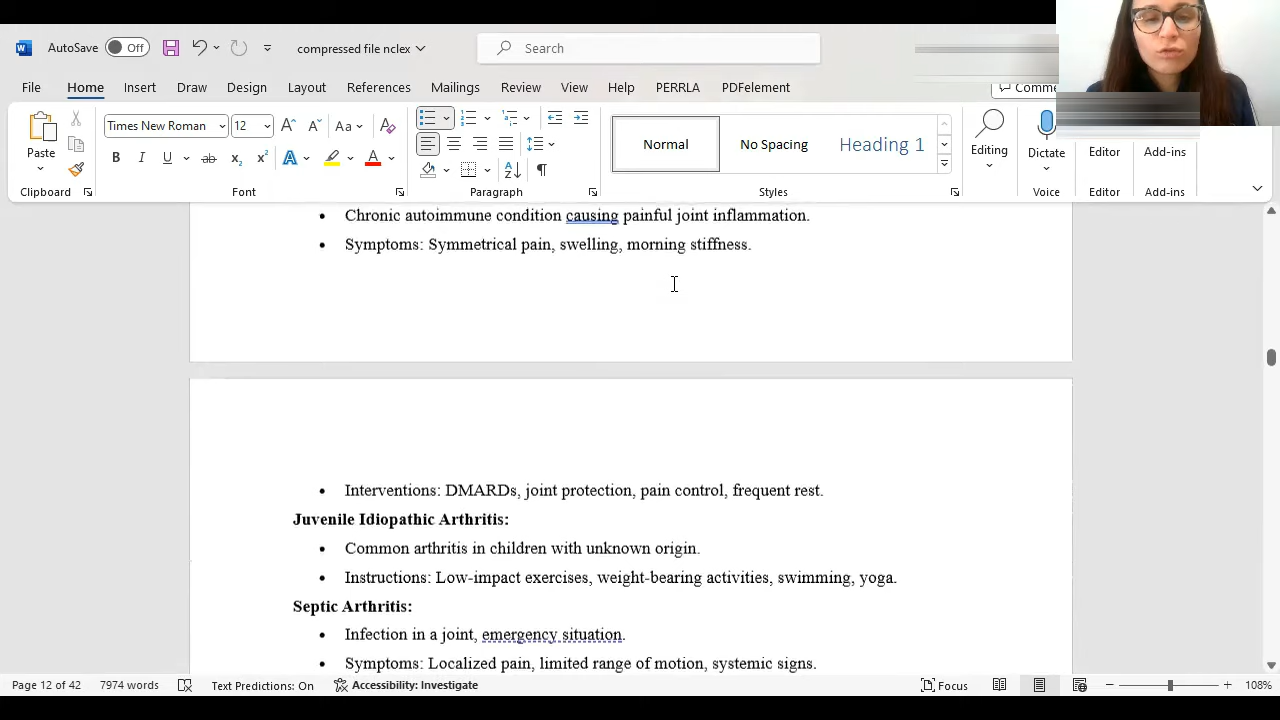 AutoSave Off compressed file nclex Search
File Home Insert Draw Design Layout References Mailings Review View Help PERRLA PDFelement
Times New Roman 12 Aa
Paste B I U ab x₂ x² A A Normal No Spacing Heading 1 Editing Dictate Editor Add-ins
Clipboard Font Paragraph Styles Voice Editor Add-ins
• Chronic autoimmune condition causing painful joint inflammation.
• Symptoms: Symmetrical pain, swelling, morning stiffness.
• Interventions: DMARDs, joint protection, pain control, frequent rest.
Juvenile Idiopathic Arthritis:
• Common arthritis in children with unknown origin.
• Instructions: Low-impact exercises, weight-bearing activities, swimming, yoga.
Septic Arthritis:
• Infection in a joint, emergency situation.
• Symptoms: Localized pain, limited range of motion, systemic signs.
Page 12 of 42 7974 words Text Predictions: On Accessibility: Investigate Focus 108%